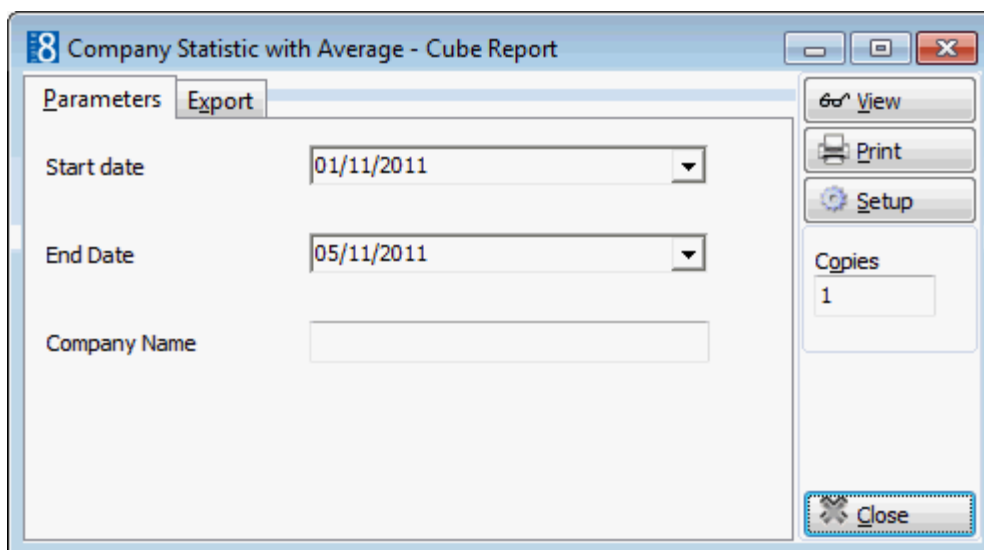 8 Company Statistic with Average - Cube Report
Parameters Export
Start date 01/11/2011
End Date 05/11/2011
Company Name
View
Print
Setup
Copies
1
Close